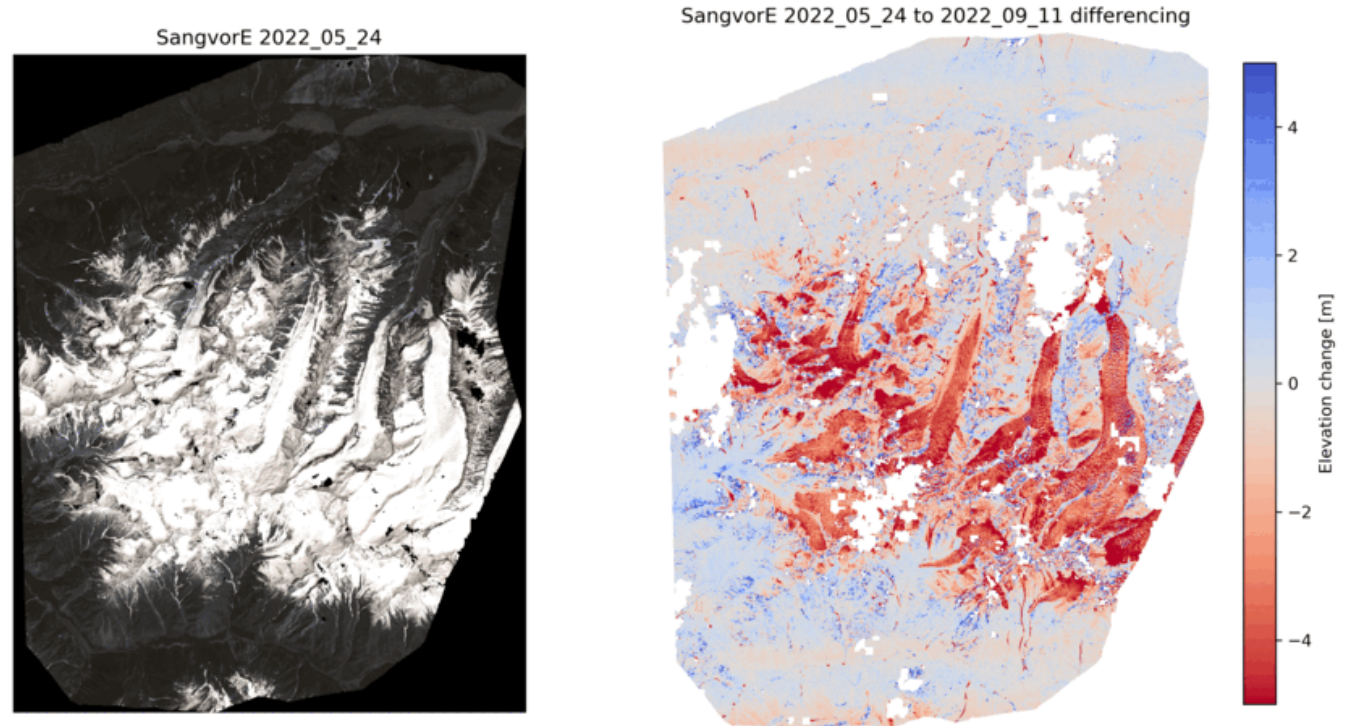 SangvorE 2022_05_24
SangvorE 2022_05_24 to 2022_09_11 differencing
4
2
0
−2
−4
Elevation change [m]